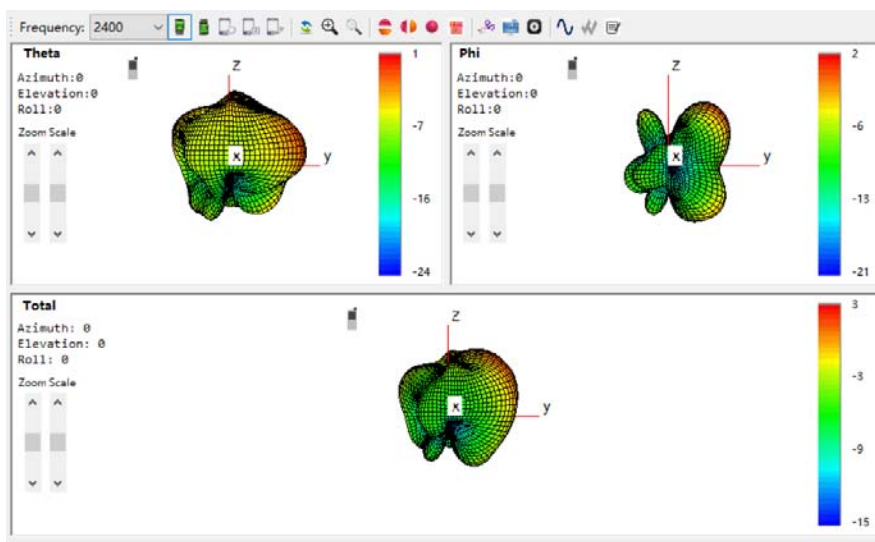 Frequency: 2400
Theta
Azimuth:0
Elevation:0
Roll:0
Zoom Scale
z
y
x
1
-7
-16
-24
Phi
Azimuth:0
Elevation:0
Roll:0
Zoom Scale
z
y
x
2
-6
-13
-21
Total
Azimuth: 0
Elevation: 0
Roll: 0
Zoom Scale
z
y
x
3
-3
-9
-15